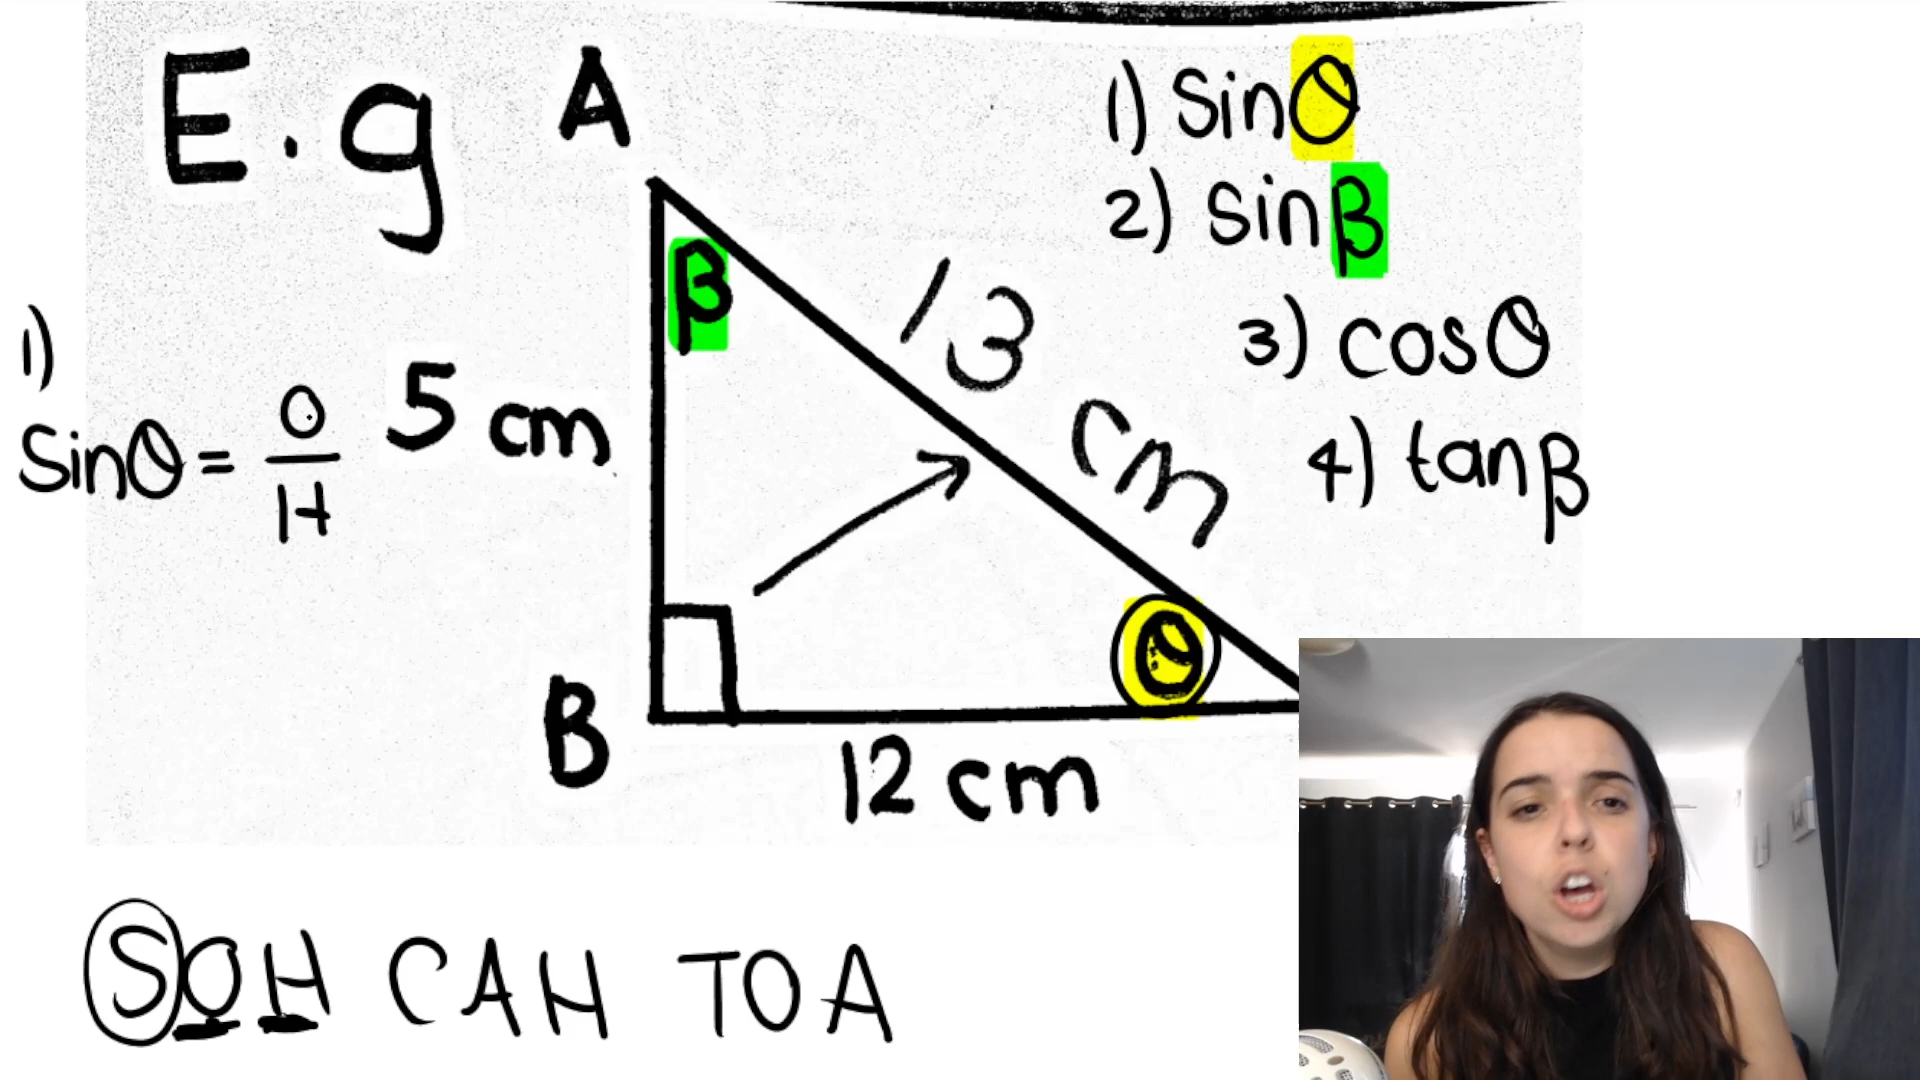 E.g
A
1) sinθ
2) sinβ
3) cosθ
4) tanβ
β
13 cm
1)
sinθ = O/H
5 cm
θ
B
12 cm
SOH CAH TOA